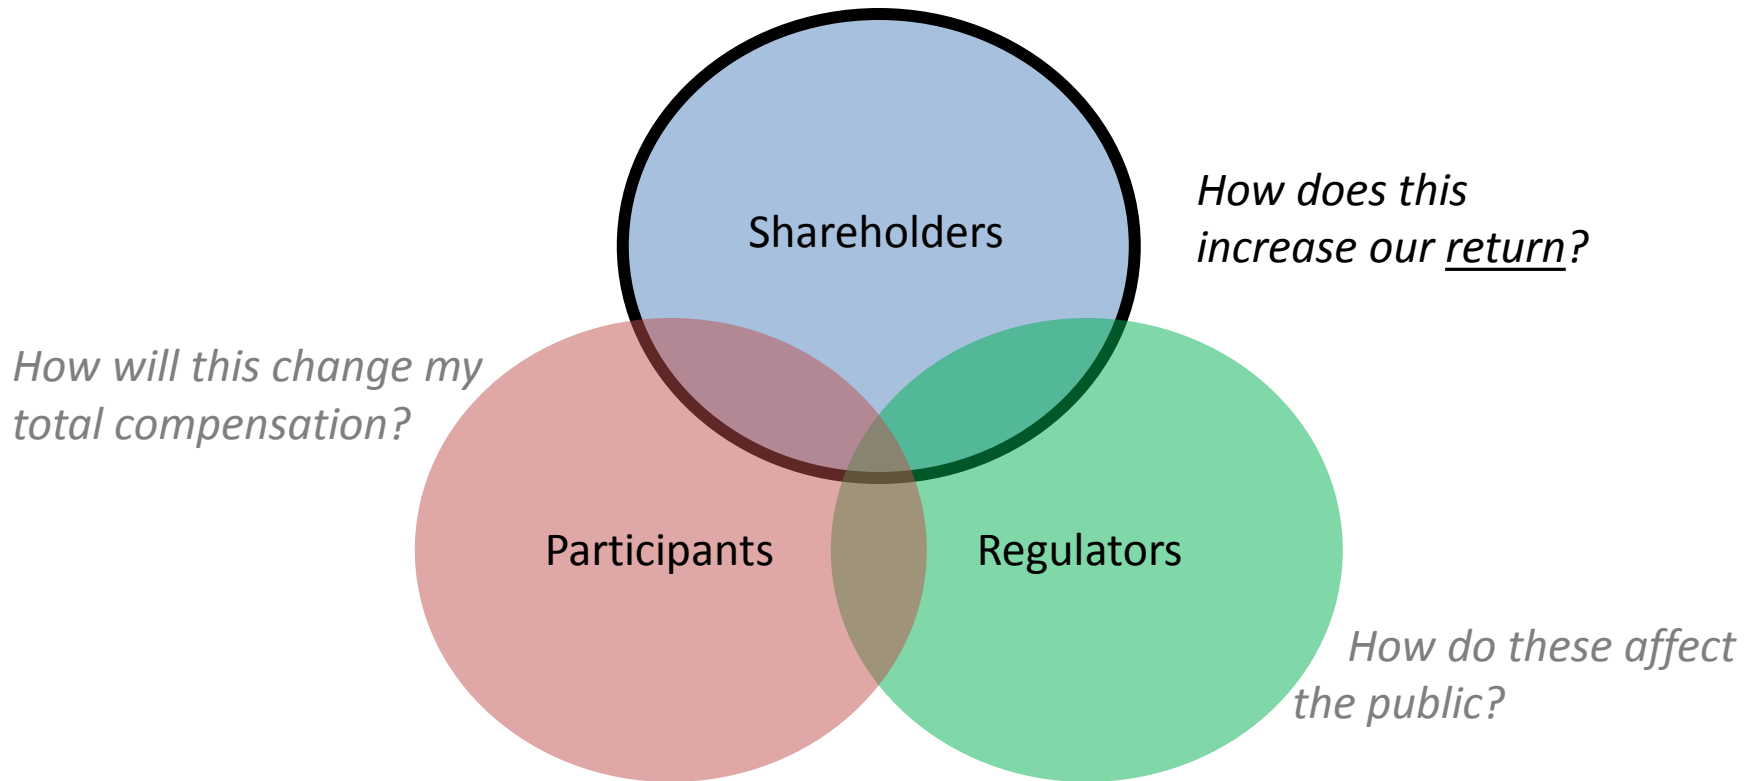 Shareholders
How does this
increase our return?
How will this change my
total compensation?
Participants
Regulators
How do these affect
the public?